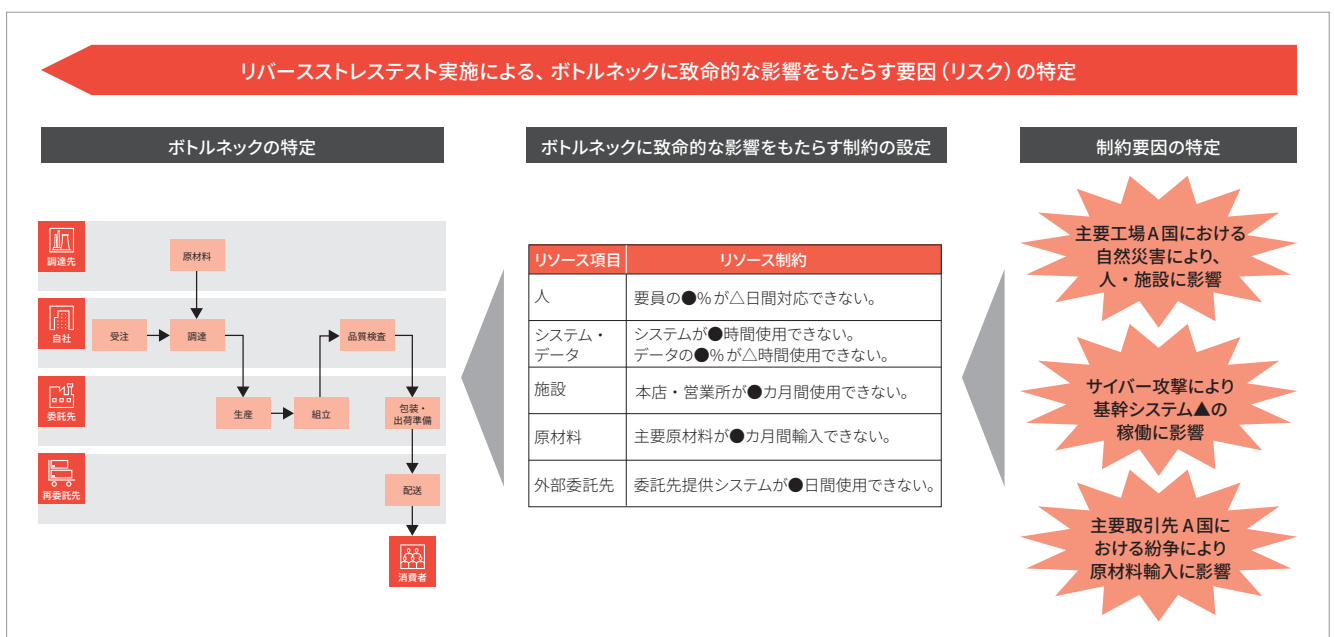 リバースストレステスト実施による、ボトルネックに致命的な影響をもたらす要因（リスク）の特定
ボトルネックの特定
調達先
原材料
自社
受注
調達
品質検査
委託先
生産
組立
包装・
出荷準備
再委託先
配送
消費者
ボトルネックに致命的な影響をもたらす制約の設定
リソース項目 リソース制約
人 要員の●%が△日間対応できない。
システム・ システムが●時間使用できない。
データ データの●%が△時間使用できない。
施設 本店・営業所が●カ月間使用できない。
原材料 主要原材料が●カ月間輸入できない。
外部委託先 委託先提供システムが●日間使用できない。
制約要因の特定
主要工場A国における
自然災害により、
人・施設に影響
サイバー攻撃により
基幹システム▲の
稼働に影響
主要取引先A国に
おける紛争により
原材料輸入に影響